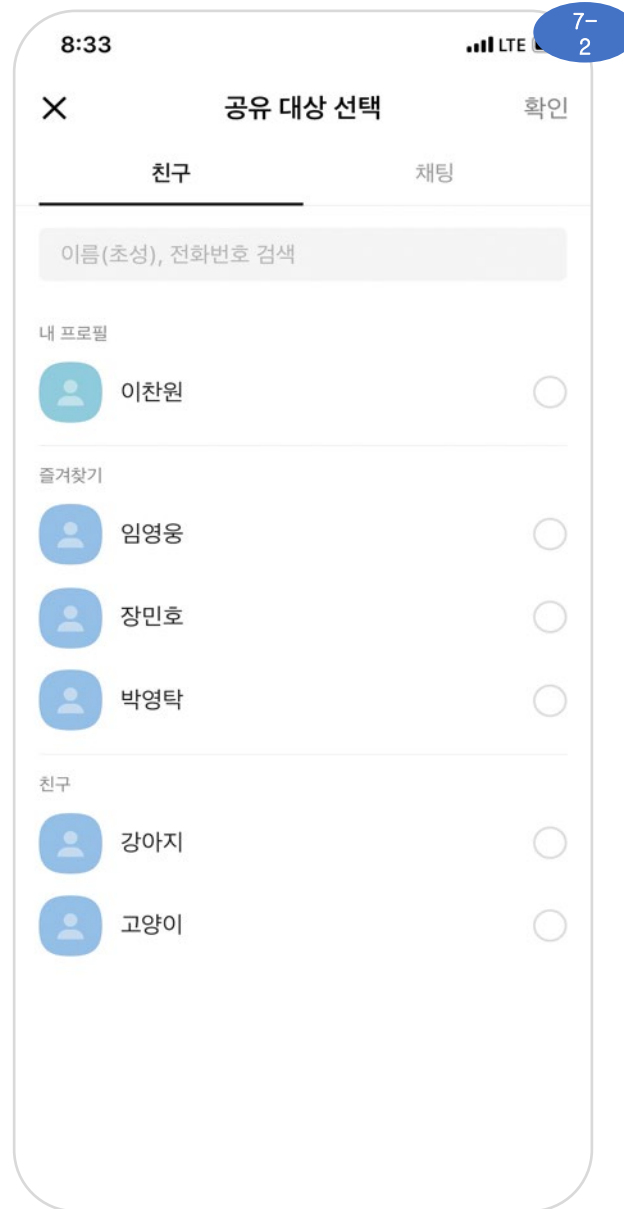 7-
2
8:33
LTE
공유 대상 선택
확인
친구
채팅
이름(초성), 전화번호 검색
내 프로필
이찬원
즐겨찾기
임영웅
장민호
박영탁
친구
강아지
고양이